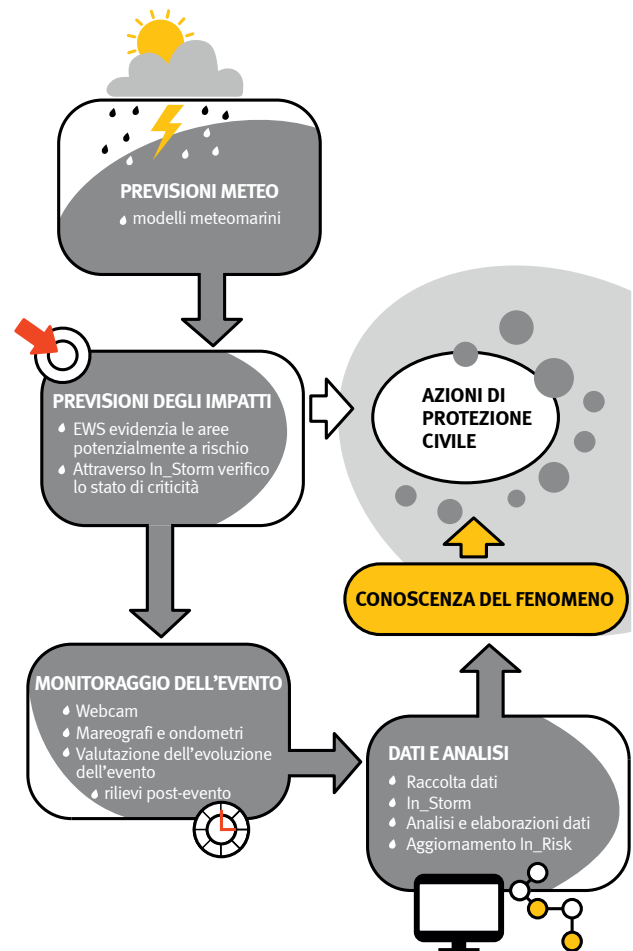 PREVISIONI METEO
modelli meteomarini
PREVISIONI DEGLI IMPATTI
EWS evidenzia le aree
potenzialmente a rischio
Attraverso In_Storm verifico
lo stato di criticità
AZIONI DI
PROTEZIONE
CIVILE
CONOSCENZA DEL FENOMENO
MONITORAGGIO DELL'EVENTO
Webcam
Mareografi e ondometri
Valutazione dell'evoluzione
dell'evento
rilievi post-evento
DATI E ANALISI
Raccolta dati
In_Storm
Analisi e elaborazioni dati
Aggiornamento In_Risk